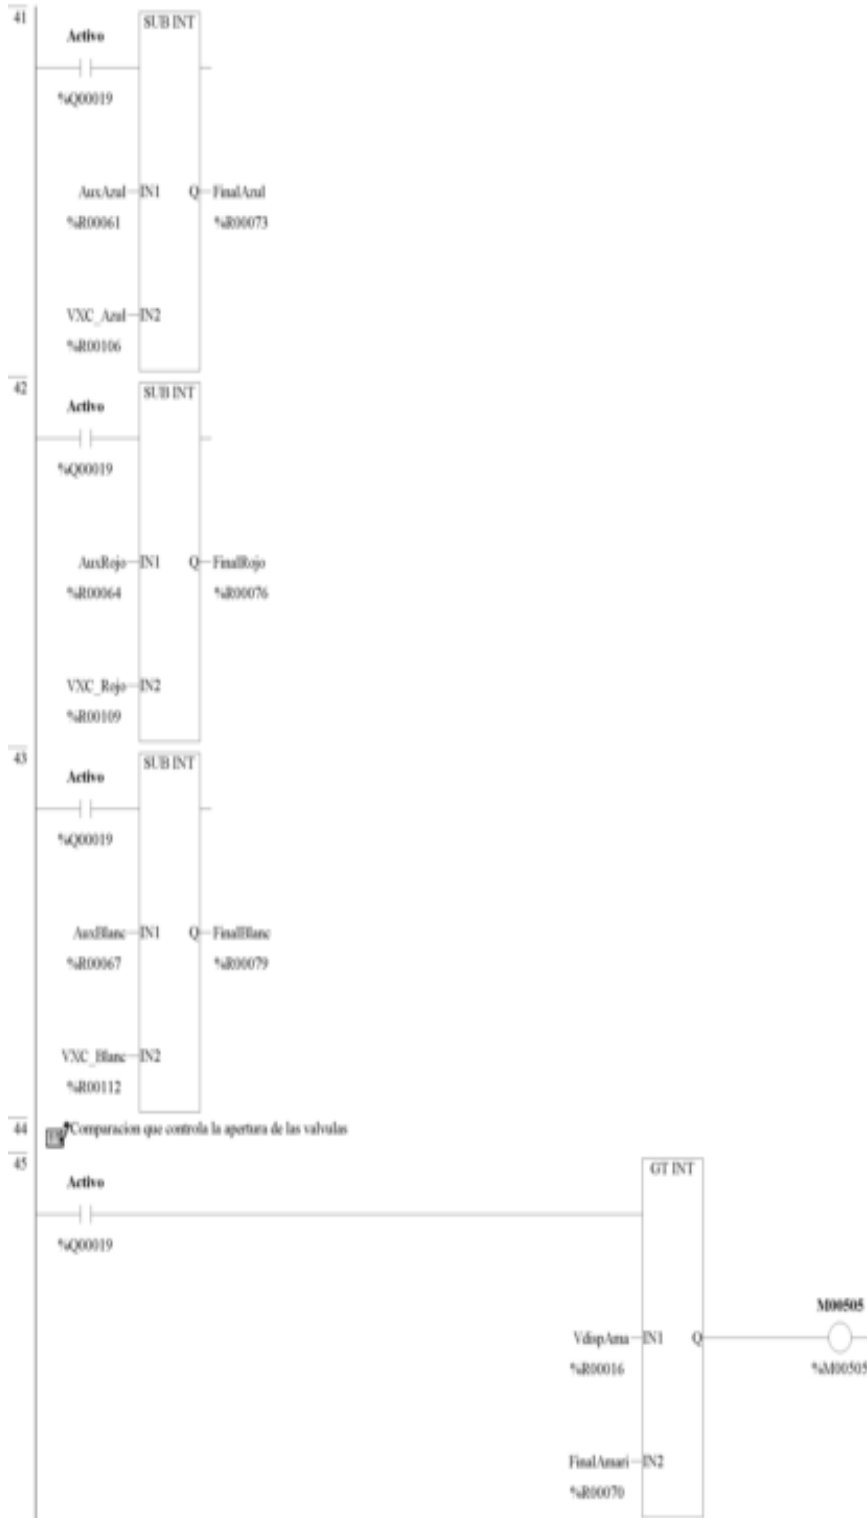 41
Activo
SUB INT
%Q00019
AuxAzul IN1 Q FinalAzul
%R00061 %R00073
VXC_Azul IN2
%R00106
42
Activo
SUB INT
%Q00019
AuxRojo IN1 Q FinalRojo
%R00064 %R00076
VXC_Rojo IN2
%R00109
43
Activo
SUB INT
%Q00019
AuxBlanc IN1 Q FinalBlanc
%R00067 %R00079
VXC_Blanc IN2
%R00112
44 Comparacion que controla la apertura de las valvulas
45
Activo
GT INT
%Q00019
M00505
VdispAma IN1 Q
%R00016 %M00505
FinalAmari IN2
%R00070